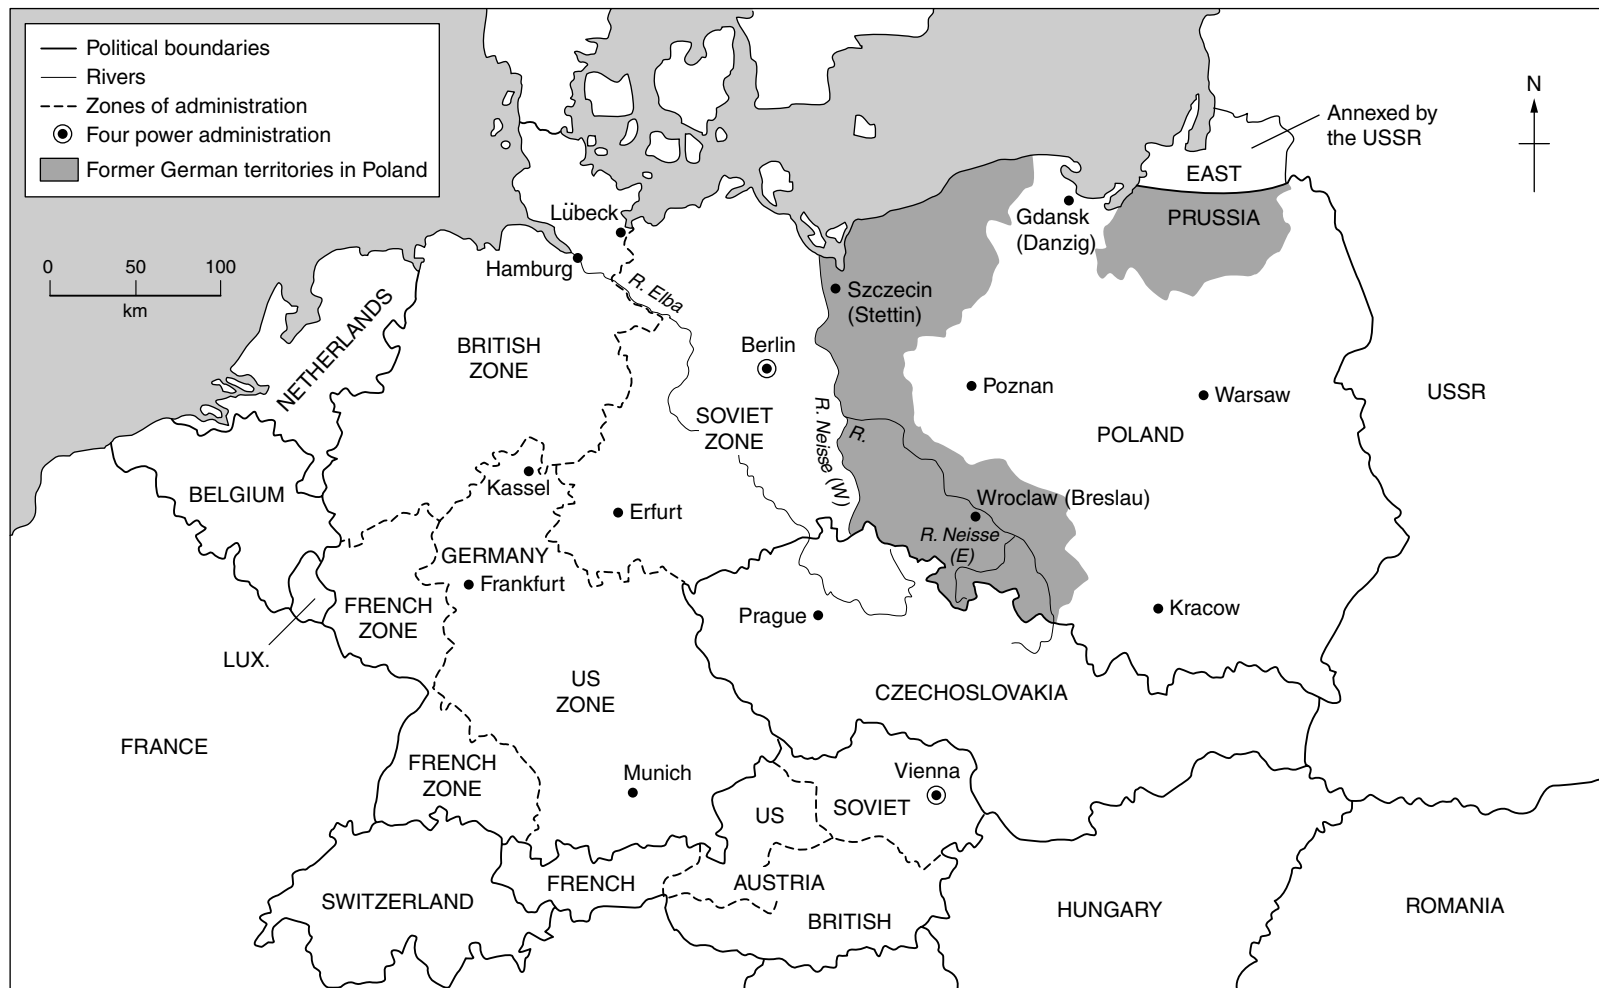 Political boundaries
Rivers
Zones of administration
Four power administration
Former German territories in Poland
N
Annexed by
the USSR
EAST
PRUSSIA
Gdansk
(Danzig)
Lübeck
Hamburg
0 50 100
km
R. Elba
Szczecin
(Stettin)
NETHERLANDS
BRITISH
ZONE
Berlin
Poznan
Warsaw
USSR
SOVIET
ZONE
R. Neisse (W)
R.
POLAND
Kassel
BELGIUM
Wroclaw (Breslau)
Erfurt
R. Neisse
(E)
GERMANY
Frankfurt
FRENCH
ZONE
Prague
Kracow
LUX.
US
ZONE
CZECHOSLOVAKIA
FRANCE
FRENCH
ZONE
Munich
Vienna
US
SOVIET
FRENCH
AUSTRIA
SWITZERLAND
BRITISH
HUNGARY
ROMANIA